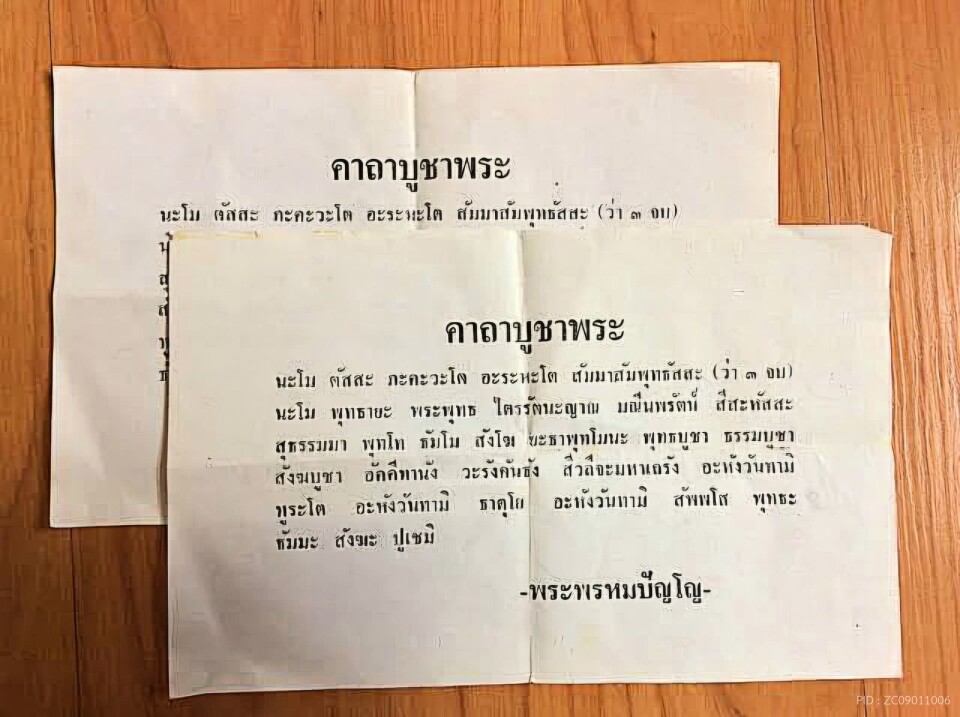 คาถาบูชาพระ
นะโม ตัสสะ ภะคะวะโต อะระหะโต สัมมาสัมพุทธัสสะ (ว่า ๓ จบ)
คาถาบูชาพระ
นะโม ตัสสะ ภะคะวะโต อะระหะโต สัมมาสัมพุทธัสสะ (ว่า ๓ จบ)
นะโม พุทธายะ พระพุทธ ไตรรัตนะญาณ มณีนพรัตน์ สีสะหัสสะ
สุธรรมมา พุทโท ธัมโม สังโฆ ยะธาพุทโมนะ พุทธบูชา ธรรมบูชา
สังฆบูชา อัคคีทานัง วะรังคันธัง สีวลีจะมหาเถรัง อะหังวันทามิ
ทูระโต อะหังวันทามิ ธาตุโย อะหังวันทามิ สัพพโส พุทธะ
ธัมมะ สังฆะ ปูเชมิ
-พระพรหมปัญโญ-
PID : ZC09011006